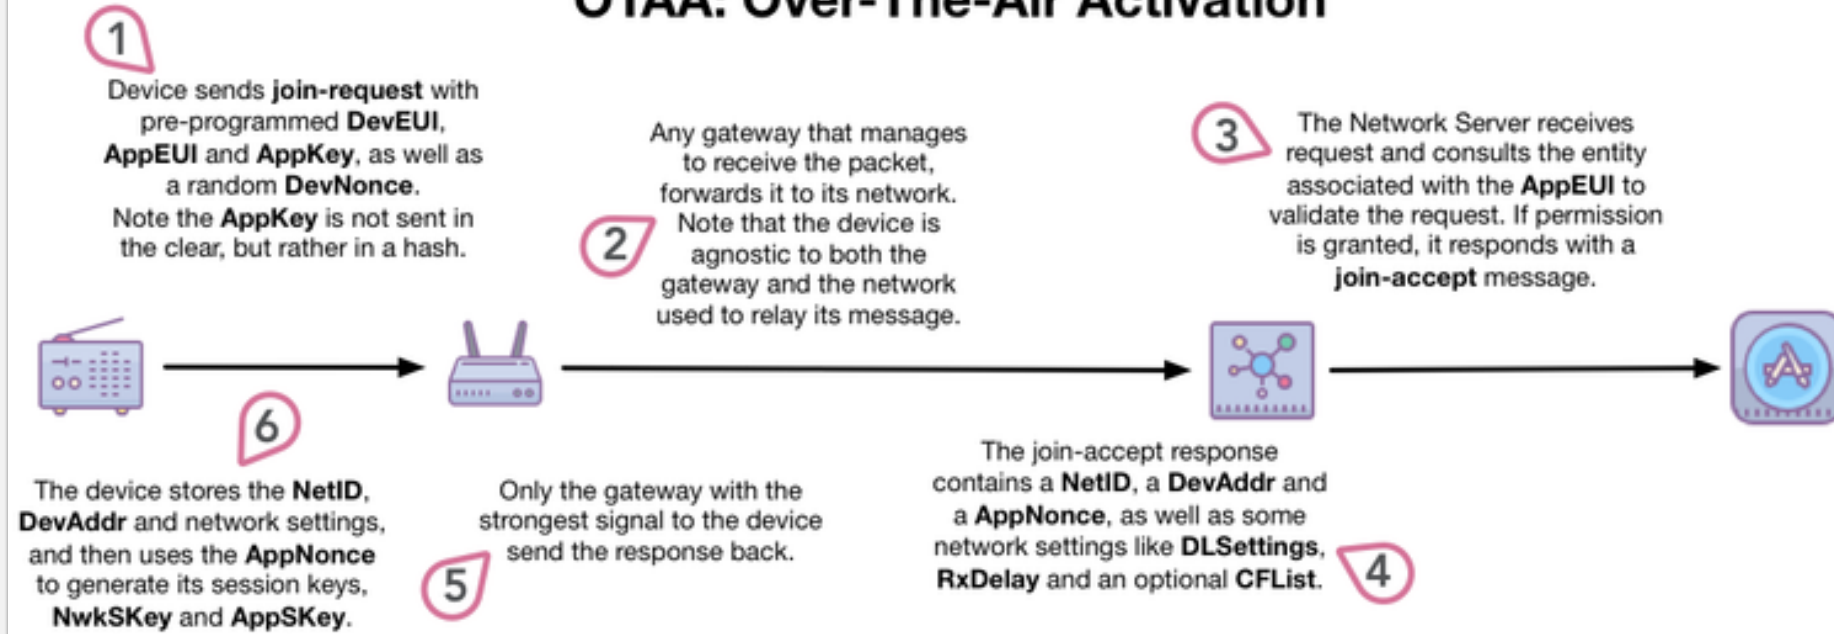 OTAA: Over-The-Air Activation
1
Device sends join-request with
pre-programmed DevEUI,
AppEUI and AppKey, as well as
a random DevNonce.
Note the AppKey is not sent in
the clear, but rather in a hash.
2
Any gateway that manages
to receive the packet,
forwards it to its network.
Note that the device is
agnostic to both the
gateway and the network
used to relay its message.
3
The Network Server receives
request and consults the entity
associated with the AppEUI to
validate the request. If permission
is granted, it responds with a
join-accept message.
The join-accept response
contains a NetID, a DevAddr and
a AppNonce, as well as some
network settings like DLSettings,
RxDelay and an optional CFList.
4
Only the gateway with the
strongest signal to the device
send the response back.
5
6
The device stores the NetID,
DevAddr and network settings,
and then uses the AppNonce
to generate its session keys,
NwkSKey and AppSKey.